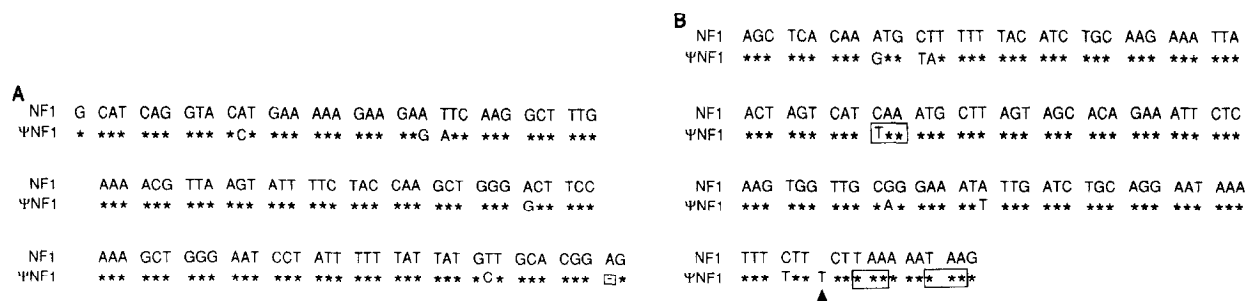 A
NF1 G CAT CAG GTA CAT GAA AAA GAA GAA TTC AAG GCT TTG
ΨNF1 * *** *** *** *C* *** *** *** **G A** *** *** ***
NF1 AAA ACG TTA AGT ATT TTC TAC CAA GCT GGG ACT TCC
ΨNF1 *** *** *** *** *** *** *** *** *** *** G** ***
NF1 AAA GCT GGG AAT CCT ATT TTT TAT TAT GTT GCA CGG AG
ΨNF1 *** *** *** *** *** *** *** *** *** *C* *** *** -*
B
NF1 AGC TCA CAA ATG CTT TTT TAC ATC TGC AAG AAA TTA
ΨNF1 *** *** *** G** TA* *** *** *** *** *** *** ***
NF1 ACT AGT CAT CAA ATG CTT AGT AGC ACA GAA ATT CTC
ΨNF1 *** *** *** T** *** *** *** *** *** *** *** ***
NF1 AAG TGG TTG CGG GAA ATA TTG ATC TGC AGG AAT AAA
ΨNF1 *** *** *** *A* *** **T *** *** *** *** *** ***
NF1 TTT CTT CTT AAA AAT AAG
ΨNF1 *** T** T *** *** *** ***